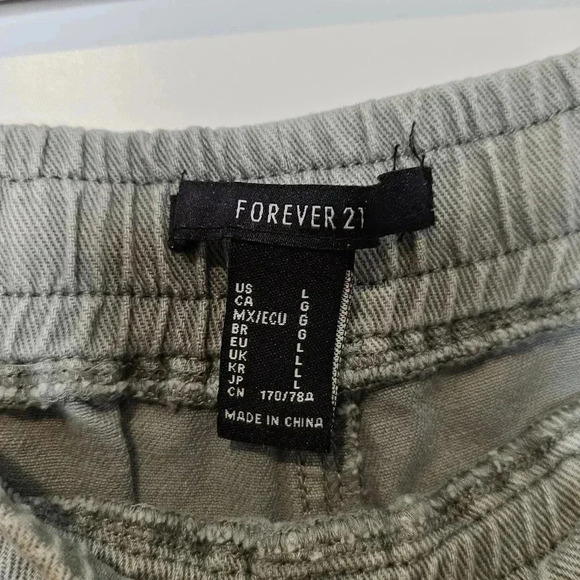 FOREVER 21
US L
CA G
MX/ECU G
BR G
EU L
UK L
KR L
JP L
CN 170/78A
MADE IN CHINA